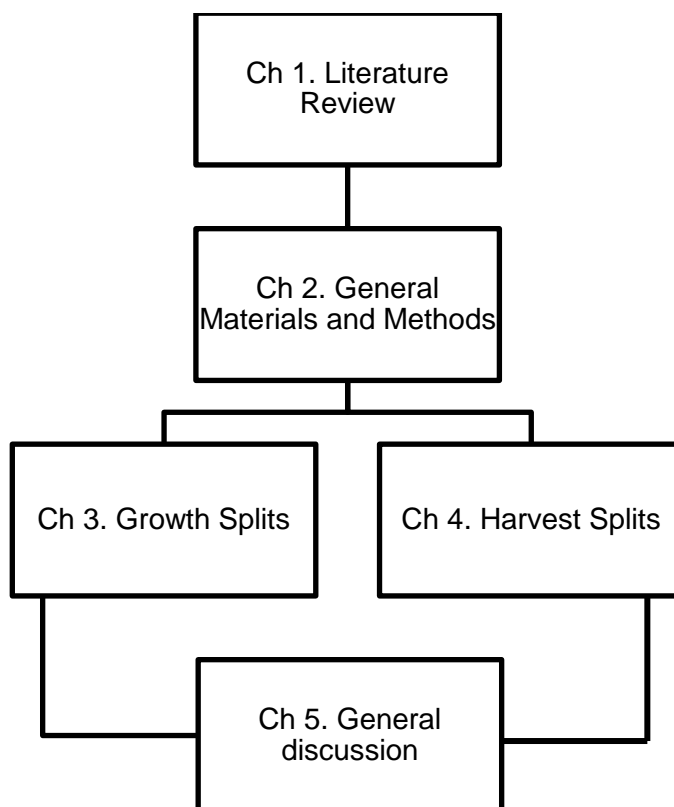 Ch 1. Literature
Review
Ch 2. General
Materials and Methods
Ch 3. Growth Splits
Ch 4. Harvest Splits
Ch 5. General
discussion